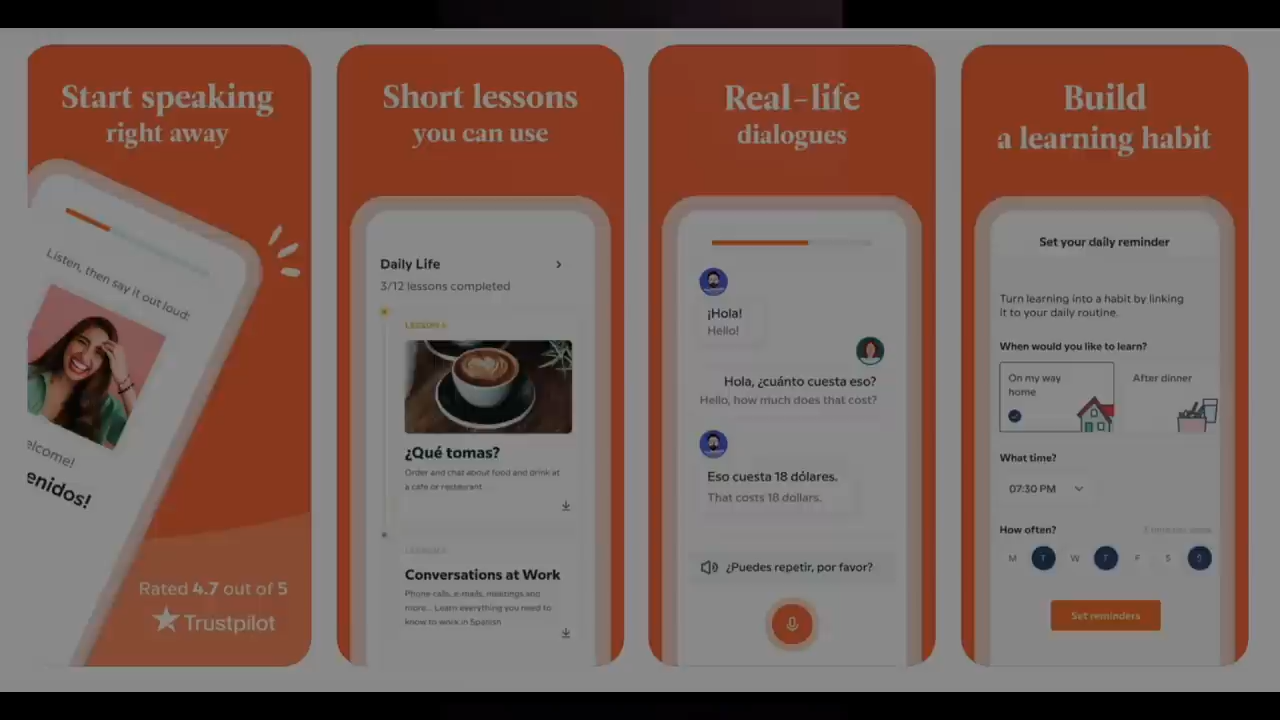 Start speaking
right away
Listen, then say it out loud:
elcome!
enidos!
Rated 4.7 out of 5
Trustpilot
Short lessons
you can use
Daily Life
3/12 lessons completed
¿Qué tomas?
Order and chat about food and drink at
a cafe or restaurant
Conversations at Work
Phone calls, e-mails, meetings and
more... Learn everything you need to
know to work in Spanish
Real-life
dialogues
¡Hola!
Hello!
Hola, ¿cuánto cuesta eso?
Hello, how much does that cost?
Eso cuesta 18 dólares.
That costs 18 dollars.
¿Puedes repetir, por favor?
Build
a learning habit
Set your daily reminder
Turn learning into a habit by linking
it to your daily routine.
When would you like to learn?
On my way
home
After dinner
What time?
07:30 PM
How often?
M T W T F S S
Set reminders